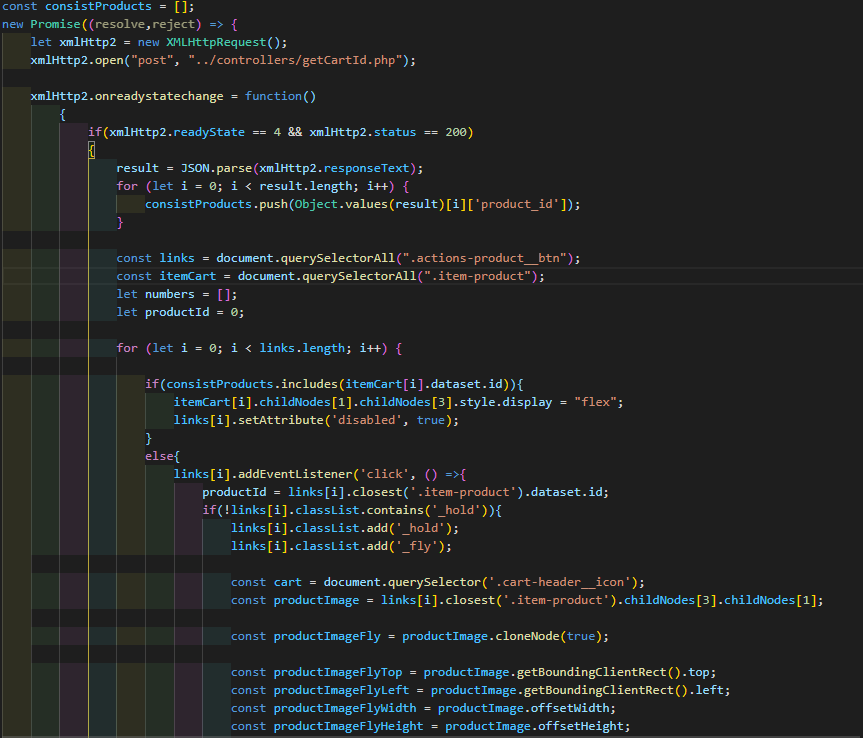 const consistProducts = [];
new Promise((resolve,reject) => {
let xmlHttp2 = new XMLHttpRequest();
xmlHttp2.open("post", "../controllers/getCartId.php");
xmlHttp2.onreadystatechange = function()
{
if(xmlHttp2.readyState == 4 && xmlHttp2.status == 200)
{
result = JSON.parse(xmlHttp2.responseText);
for (let i = 0; i < result.length; i++) {
consistProducts.push(Object.values(result)[i]['product_id']);
}
const links = document.querySelectorAll(".actions-product__btn");
const itemCart = document.querySelectorAll(".item-product");
let numbers = [];
let productId = 0;
for (let i = 0; i < links.length; i++) {
if(consistProducts.includes(itemCart[i].dataset.id)){
itemCart[i].childNodes[1].childNodes[3].style.display = "flex";
links[i].setAttribute('disabled', true);
}
else{
links[i].addEventListener('click', () =>{
productId = links[i].closest('.item-product').dataset.id;
if(!links[i].classList.contains('_hold')){
links[i].classList.add('_hold');
links[i].classList.add('_fly');
const cart = document.querySelector('.cart-header__icon');
const productImage = links[i].closest('.item-product').childNodes[3].childNodes[1];
const productImageFly = productImage.cloneNode(true);
const productImageFlyTop = productImage.getBoundingClientRect().top;
const productImageFlyLeft = productImage.getBoundingClientRect().left;
const productImageFlyWidth = productImage.offsetWidth;
const productImageFlyHeight = productImage.offsetHeight;